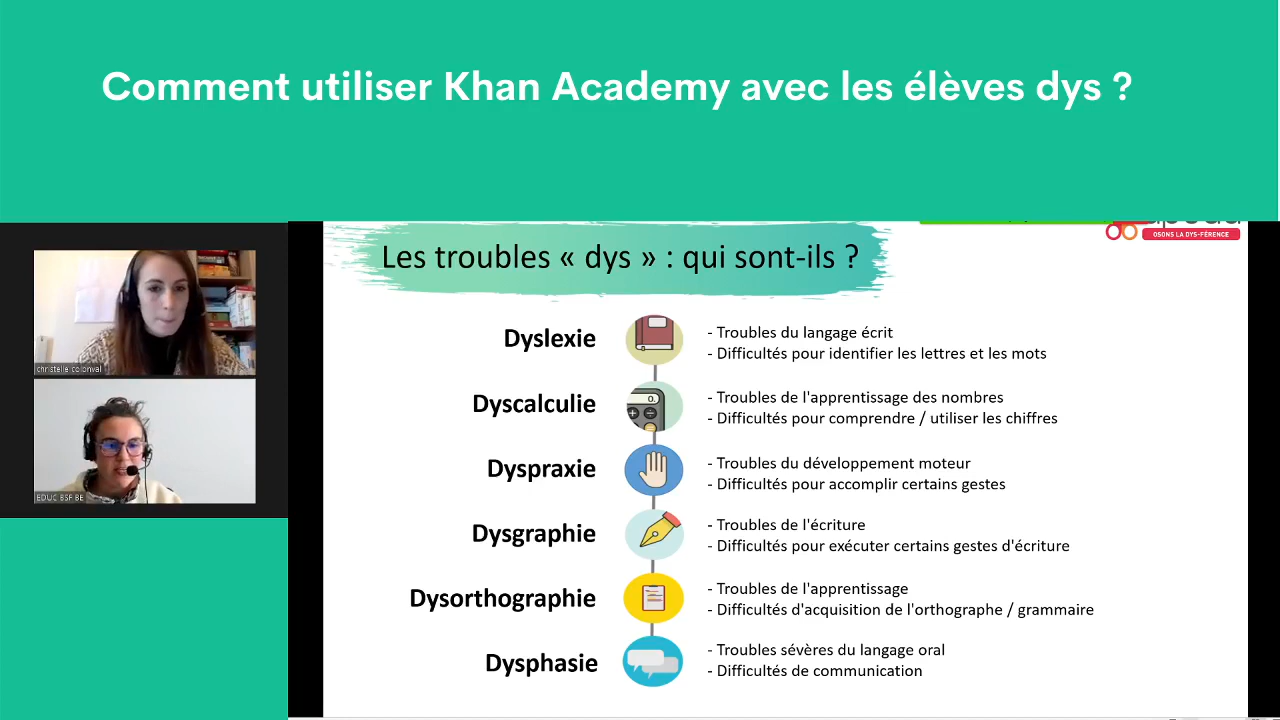 Comment utiliser Khan Academy avec les élèves dys ?
OSONS LA DYS-FÉRENCE
Les troubles « dys » : qui sont-ils ?
christelle colonval
EDUC BSF BE
Dyslexie
- Troubles du langage écrit
- Difficultés pour identifier les lettres et les mots
Dyscalculie
- Troubles de l'apprentissage des nombres
- Difficultés pour comprendre / utiliser les chiffres
Dyspraxie
- Troubles du développement moteur
- Difficultés pour accomplir certains gestes
Dysgraphie
- Troubles de l'écriture
- Difficultés pour exécuter certains gestes d'écriture
Dysorthographie
- Troubles de l'apprentissage
- Difficultés d'acquisition de l'orthographe / grammaire
Dysphasie
- Troubles sévères du langage oral
- Difficultés de communication